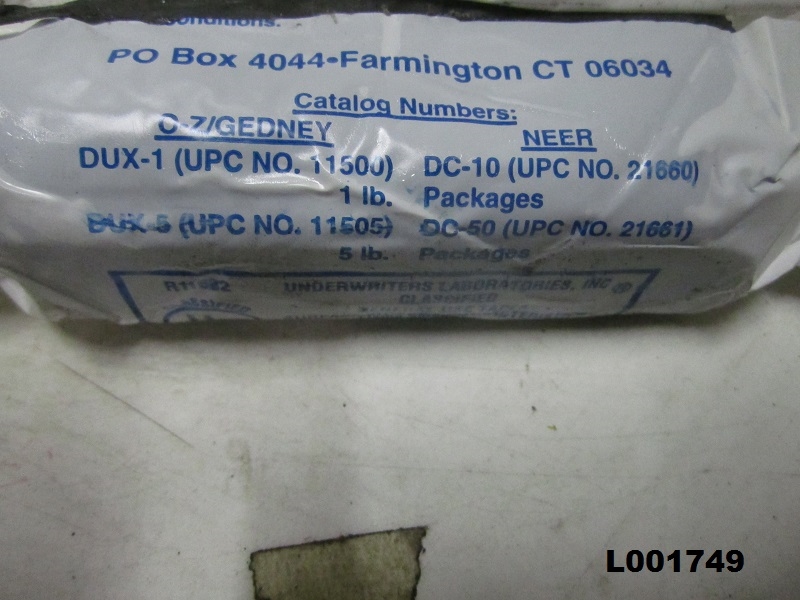 conditions.
PO Box 4044•Farmington CT 06034
Catalog Numbers:
O-Z/GEDNEY NEER
DUX-1 (UPC NO. 11500) DC-10 (UPC NO. 21660)
1 lb. Packages
DUX-5 (UPC NO. 11505) DC-50 (UPC NO. 21661)
5 lb. Packages
UNDERWRITERS LABORATORIES, INC ®
CLASSIFIED
L001749